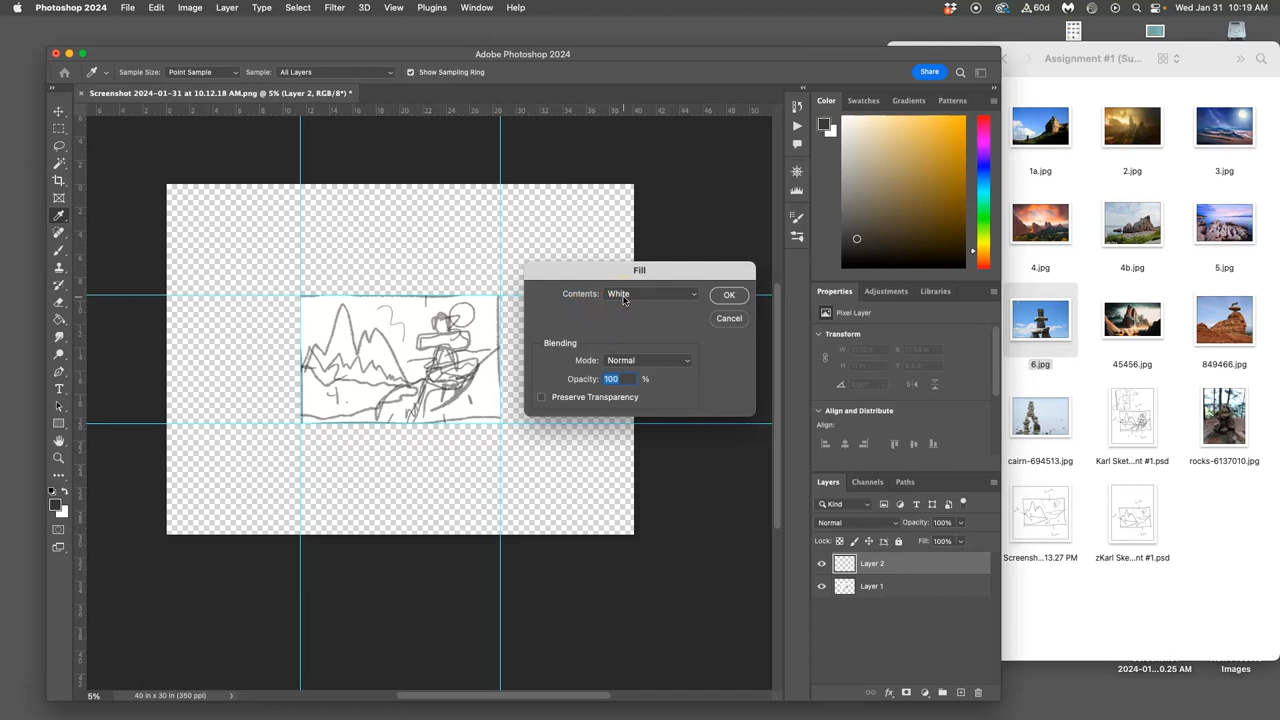 Photoshop 2024 File Edit Image Layer Type Select Filter 3D View Plugins Window Help 60d Wed Jan 31 10:19 AM
Adobe Photoshop 2024
Assignment #1 (Su...
Sample Size: Point Sample Sample: All Layers Show Sampling Ring Share
Screenshot 2024-01-31 at 10.12.18 AM.png @ 5% (Layer 2, RGB/8*) *
Color Swatches Gradients Patterns
1a.jpg 2.jpg 3.jpg
4.jpg 4b.jpg 5.jpg
Fill
Contents: White OK
Cancel
Blending
Mode: Normal
Opacity: 100 %
Preserve Transparency
Properties Adjustments Libraries
Pixel Layer
Transform
Align and Distribute
Align:
6.jpg 45456.jpg 849466.jpg
cairn-694513.jpg Karl Sket...nt #1.psd rocks-6137010.jpg
Layers Channels Paths
Kind
Normal Opacity: 100%
Lock: Fill: 100%
Layer 2
Layer 1
Screensh...13.27 PM zKarl Ske...nt #1.psd
2024-01...0.25 AM Images
5% 40 in x 30 in (350 ppi)